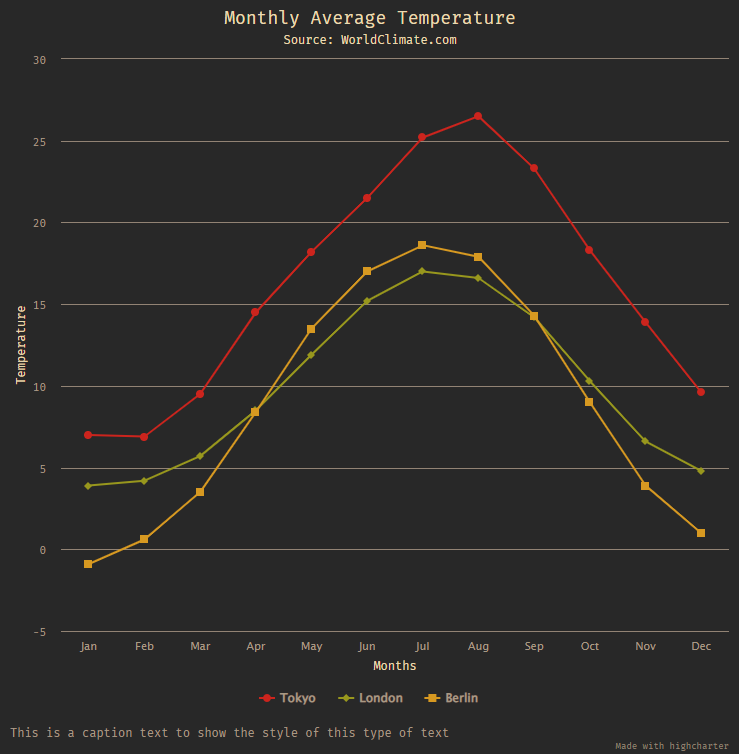 Monthly Average Temperature
Source: WorldClimate.com
30
25
20
15
10
5
0
-5
Temperature
Jan Feb Mar Apr May Jun Jul Aug Sep Oct Nov Dec
Months
Tokyo London Berlin
This is a caption text to show the style of this type of text
Made with highcharter